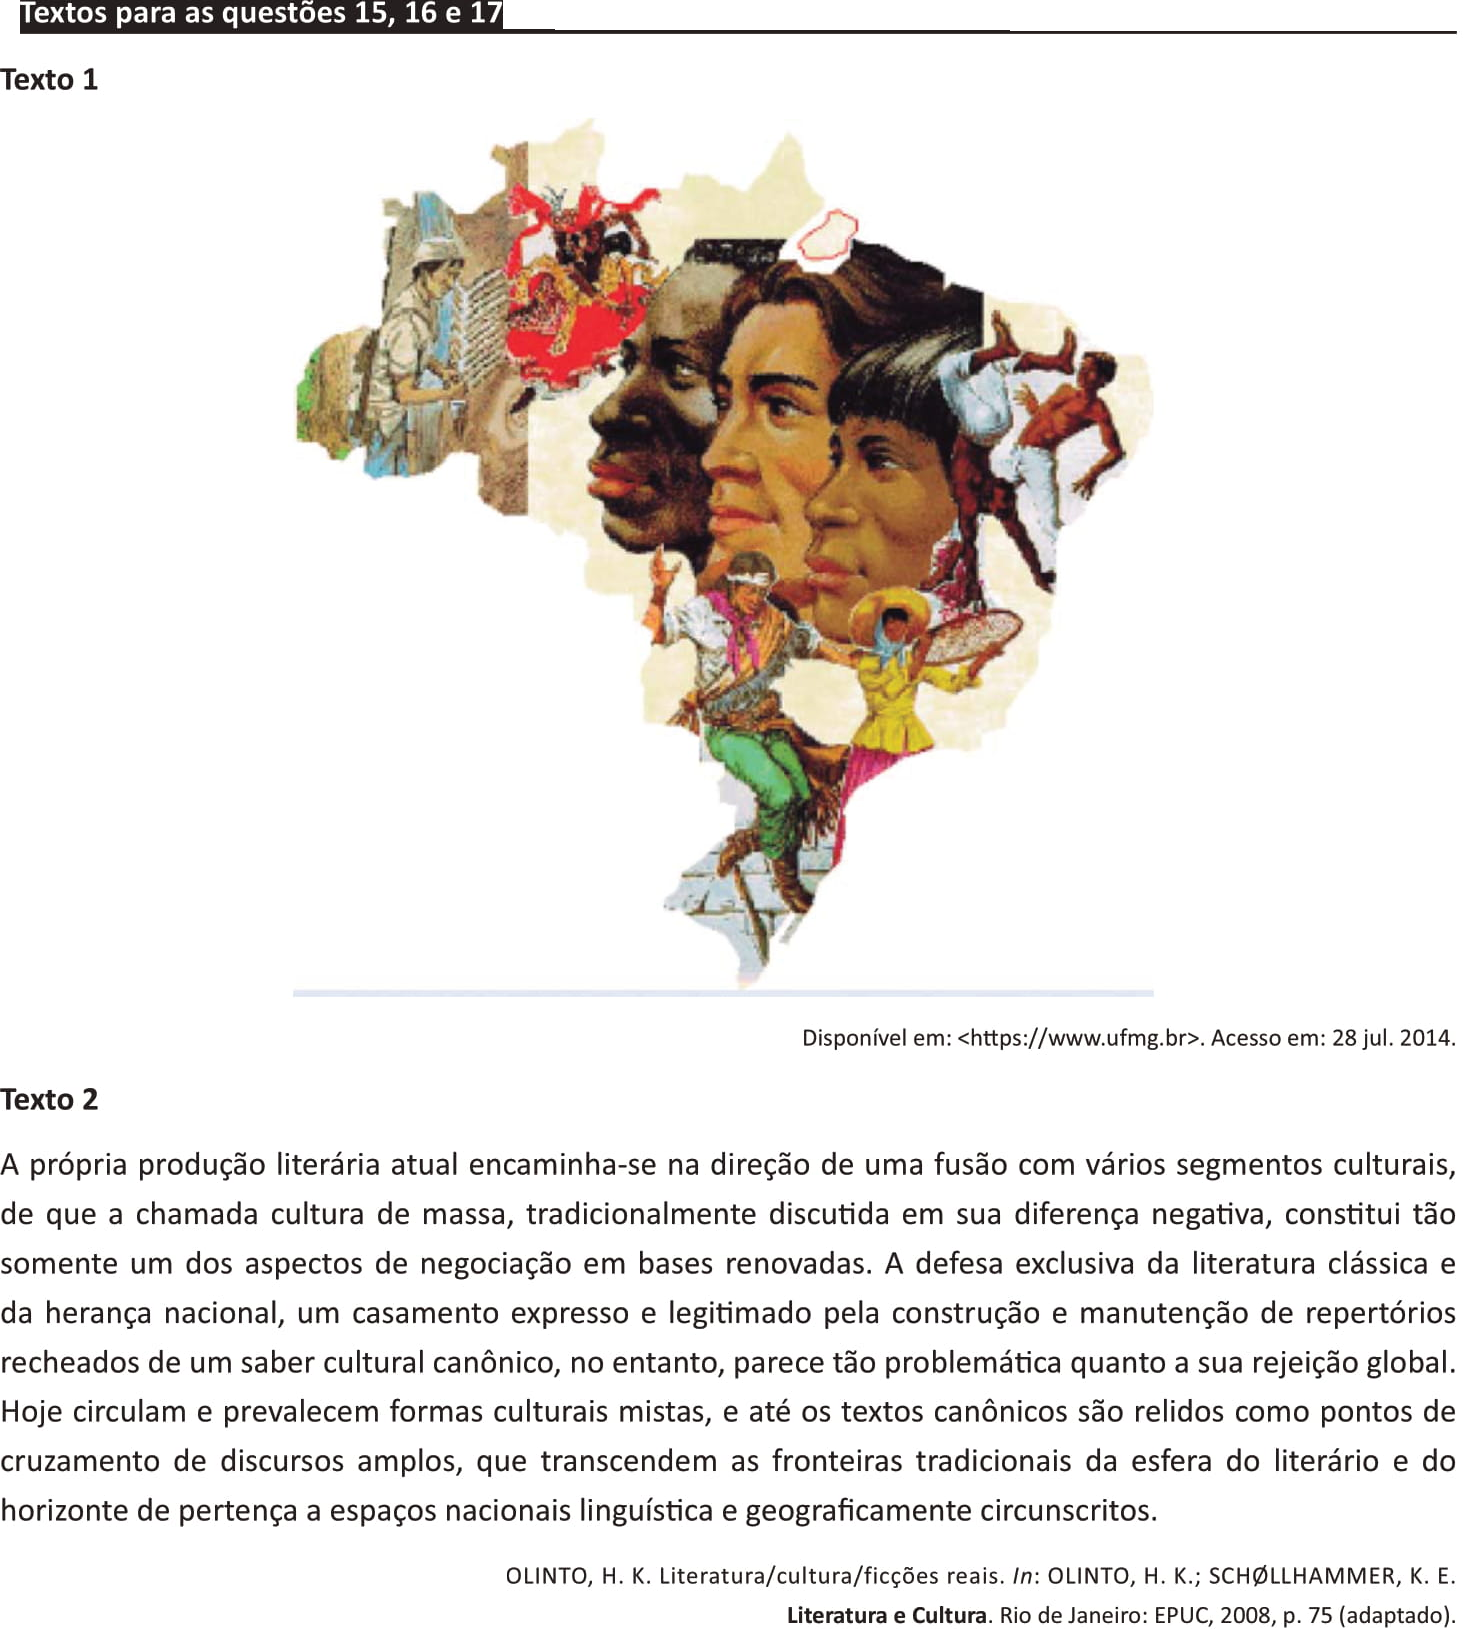 Textos para as questões 15, 16 e 17
Texto 1
Disponível em: <https://www.ufmg.br>. Acesso em: 28 jul. 2014.
Texto 2
A própria produção literária atual encaminha-se na direção de uma fusão com vários segmentos culturais,
de que a chamada cultura de massa, tradicionalmente discutida em sua diferença negativa, constitui tão
somente um dos aspectos de negociação em bases renovadas. A defesa exclusiva da literatura clássica e
da herança nacional, um casamento expresso e legitimado pela construção e manutenção de repertórios
recheados de um saber cultural canônico, no entanto, parece tão problemática quanto a sua rejeição global.
Hoje circulam e prevalecem formas culturais mistas, e até os textos canônicos são relidos como pontos de
cruzamento de discursos amplos, que transcendem as fronteiras tradicionais da esfera do literário e do
horizonte de pertença a espaços nacionais linguística e geograficamente circunscritos.
OLINTO, H. K. Literatura/cultura/ficções reais. In: OLINTO, H. K.; SCHØLLHAMMER, K. E.
Literatura e Cultura. Rio de Janeiro: EPUC, 2008, p. 75 (adaptado).